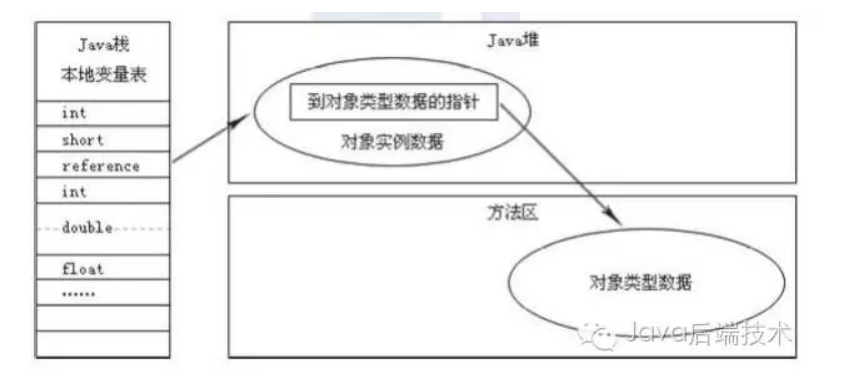 Java栈
本地变量表
int
short
reference
int
double
float
……
Java堆
到对象类型数据的指针
对象实例数据
方法区
对象类型数据
Java后端技术